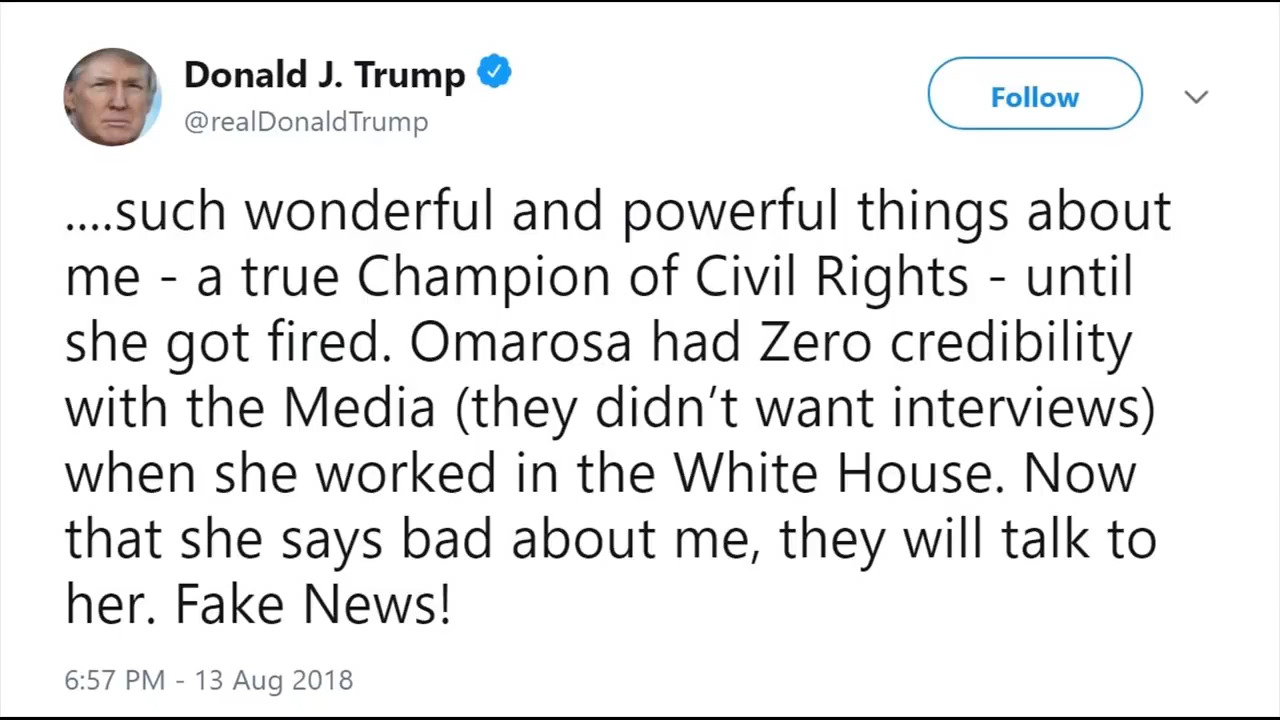 Donald J. Trump
@realDonaldTrump
Follow
....such wonderful and powerful things about
me - a true Champion of Civil Rights - until
she got fired. Omarosa had Zero credibility
with the Media (they didn’t want interviews)
when she worked in the White House. Now
that she says bad about me, they will talk to
her. Fake News!
6:57 PM - 13 Aug 2018